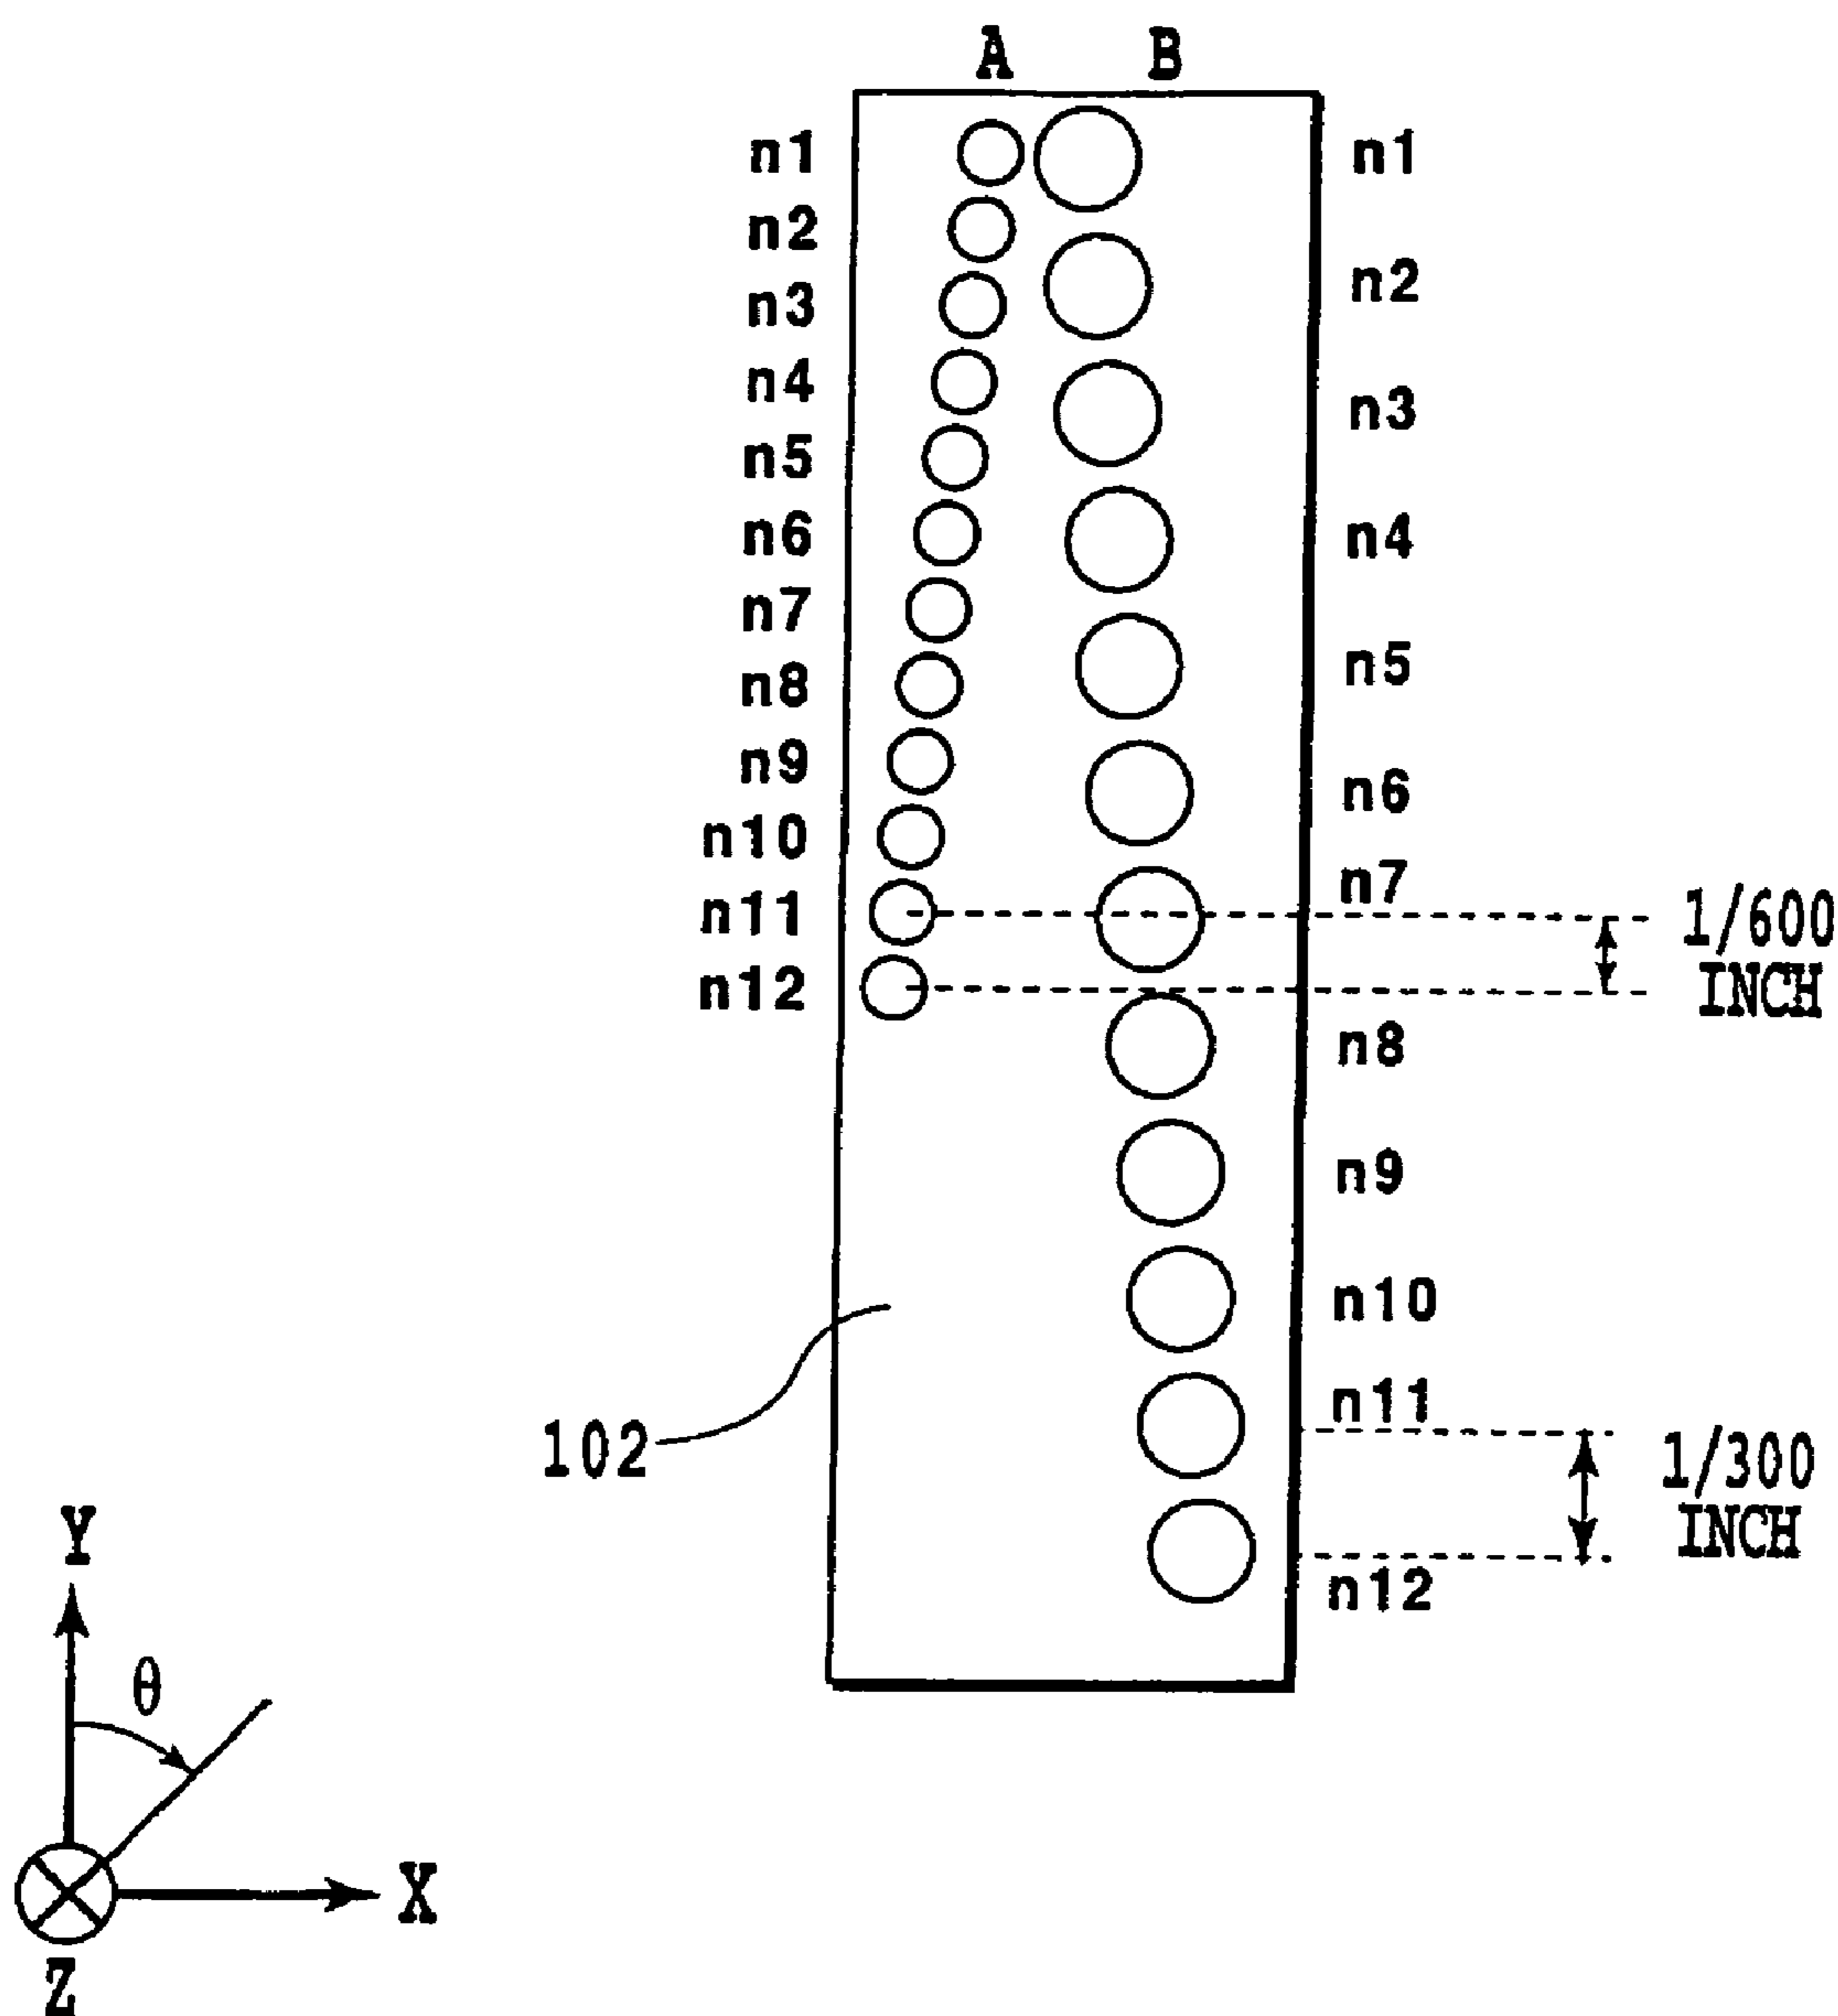 A B
n1 n1
n2 n2
n3
n4 n3
n5
n6 n4
n7 n5
n8
n9 n6
n10 n7
n11 1/600
n12 INCH
n8
n9
n10
n11
102 1/300
INCH
n12
Y
θ
X
Z